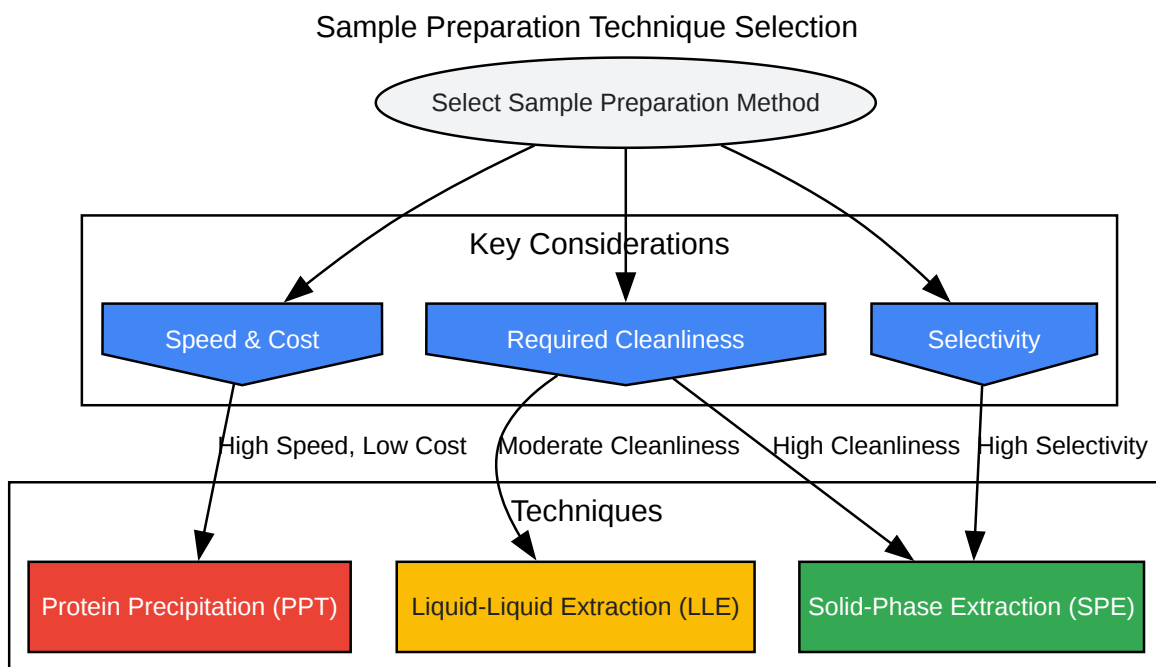 Sample Preparation Technique Selection
Select Sample Preparation Method
Key Considerations
Speed & Cost
Required Cleanliness
Selectivity
High Speed, Low Cost
Moderate Cleanliness
High Cleanliness
High Selectivity
Techniques
Protein Precipitation (PPT)
Liquid-Liquid Extraction (LLE)
Solid-Phase Extraction (SPE)